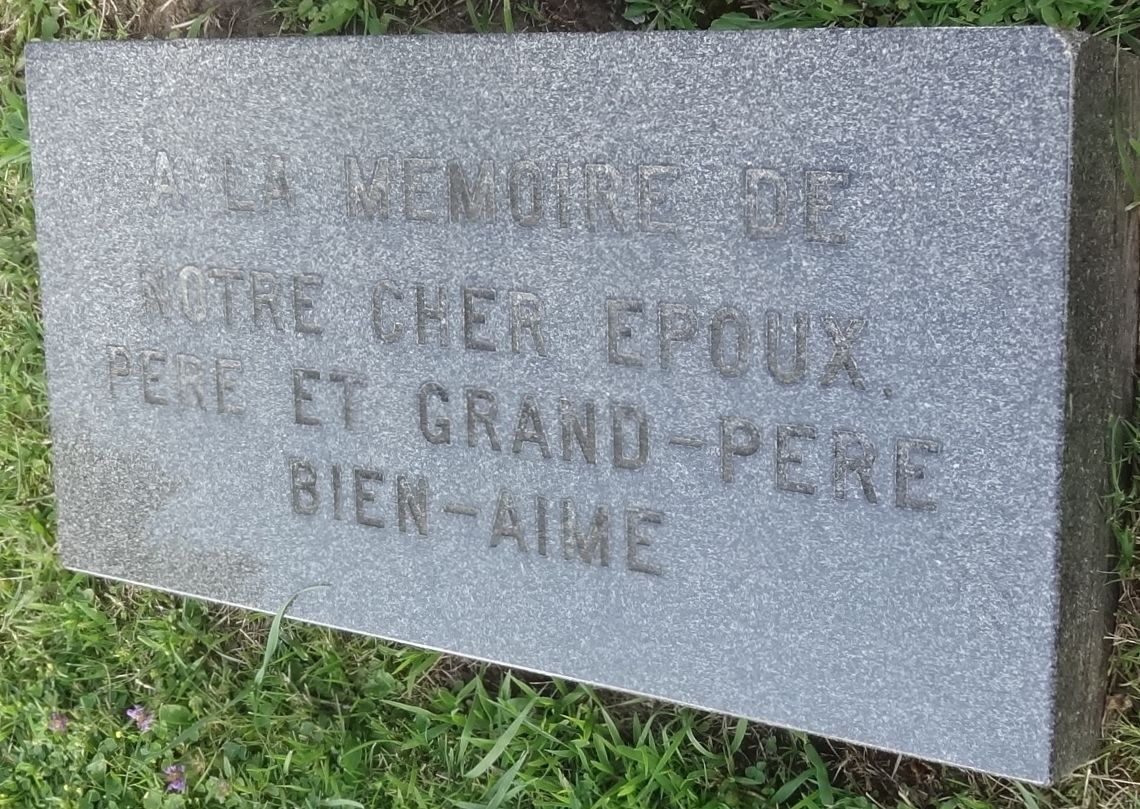 A LA MEMOIRE DE
NOTRE CHER EPOUX,
PERE ET GRAND-PERE
BIEN-AIME